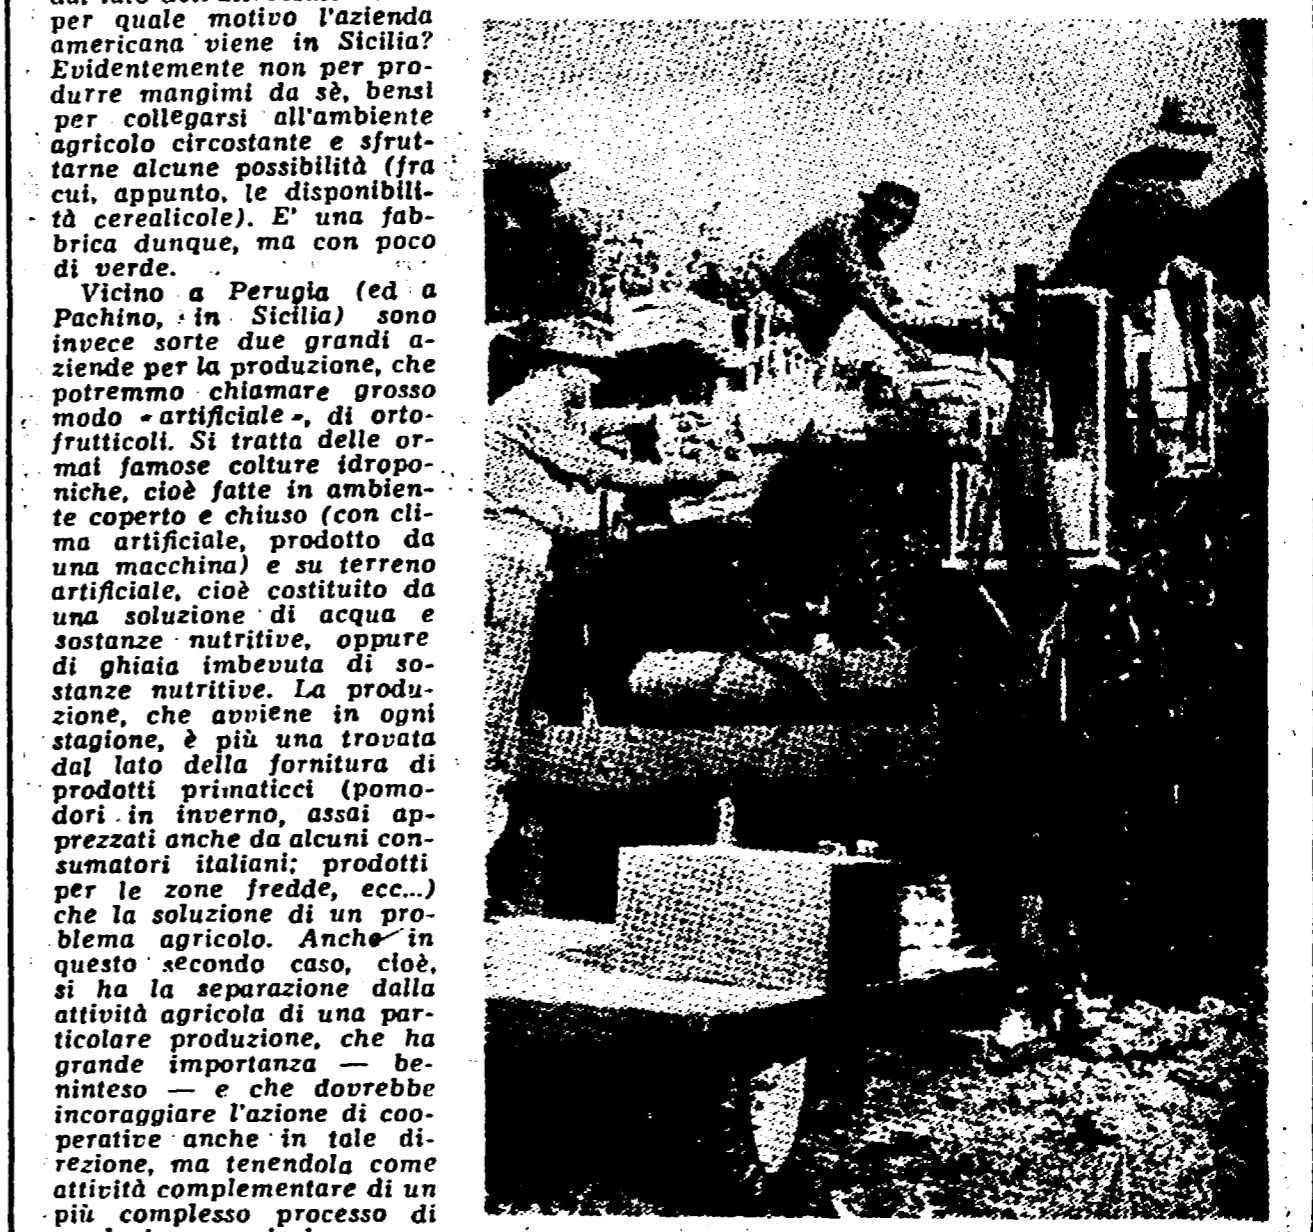 per quale motivo l'azienda
americana viene in Sicilia?
Evidentemente non per pro-
durre mangimi da sè, bensì
per collegarsi all'ambiente
agricolo circostante e sfrut-
tarne alcune possibilità (fra
cui, appunto, le disponibili-
tà cerealicole). E' una fab-
brica dunque, ma con poco
di verde.
Vicino a Perugia (ed a
Pachino, in Sicilia) sono
invece sorte due grandi a-
ziende per la produzione, che
potremmo chiamare grosso
modo «artificiale», di orto-
frutticoli. Si tratta delle or-
mai famose colture idropo-
niche, cioè fatte in ambien-
te coperto e chiuso (con cli-
ma artificiale, prodotto da
una macchina) e su terreno
artificiale, cioè costituito da
una soluzione di acqua e
sostanze nutritive, oppure
di ghiaia imbevuta di so-
stanze nutritive. La produ-
zione, che avviene in ogni
stagione, è più una trovata
dal lato della fornitura di
prodotti primaticci (pomo-
dori in inverno, assai ap-
prezzati anche da alcuni con-
sumatori italiani; prodotti
per le zone fredde, ecc...)
che la soluzione di un pro-
blema agricolo. Anche in
questo secondo caso, cioè,
si ha la separazione dalla
attività agricola di una par-
ticolare produzione, che ha
grande importanza — be-
ninteso — e che dovrebbe
incoraggiare l'azione di coo-
perative anche in tale di-
rezione, ma tenendola come
attività complementare di un
più complesso processo di